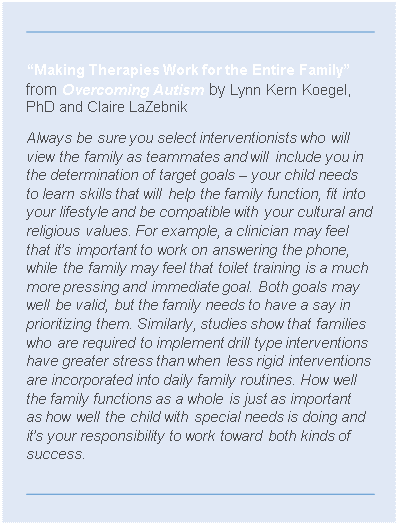 “Making Therapies Work for the Entire Family”
from Overcoming Autism by Lynn Kern Koegel,
PhD and Claire LaZebnik
Always be sure you select interventionists who will
view the family as teammates and will include you in
the determination of target goals – your child needs
to learn skills that will help the family function, fit into
your lifestyle and be compatible with your cultural and
religious values. For example, a clinician may feel
that it's important to work on answering the phone,
while the family may feel that toilet training is a much
more pressing and immediate goal. Both goals may
well be valid, but the family needs to have a say in
prioritizing them. Similarly, studies show that families
who are required to implement drill type interventions
have greater stress than when less rigid interventions
are incorporated into daily family routines. How well
the family functions as a whole is just as important
as how well the child with special needs is doing and
it's your responsibility to work toward both kinds of
success.